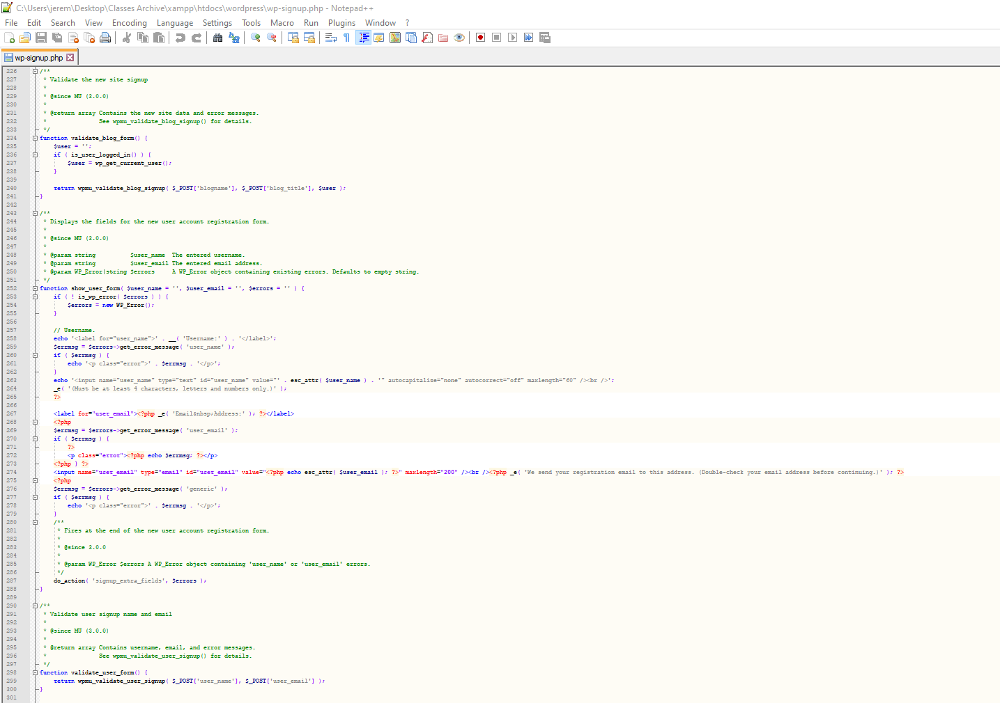 C:\Users\jerem\Desktop\Classes Archive\xampp\htdocs\wordpress\wp-signup.php - Notepad++
File Edit Search View Encoding Language Settings Tools Macro Run Plugins Window ?
wp-signup.php
226 /**
227 * Validate the new site signup
228 *
229 * @since MU (3.0.0)
230 *
231 * @return array Contains the new site data and error messages.
232 * See wpmu_validate_blog_signup() for details.
233 */
234 function validate_blog_form() {
235 $user = '';
236 if ( is_user_logged_in() ) {
237 $user = wp_get_current_user();
238 }
239
240 return wpmu_validate_blog_signup( $_POST['blogname'], $_POST['blog_title'], $user );
241 }
242
243 /**
244 * Displays the fields for the new user account registration form.
245 *
246 * @since MU (3.0.0)
247 *
248 * @param string $user_name The entered username.
249 * @param string $user_email The entered email address.
250 * @param WP_Error|string $errors A WP_Error object containing existing errors. Defaults to empty string.
251 */
252 function show_user_form( $user_name = '', $user_email = '', $errors = '' ) {
253 if ( ! is_wp_error( $errors ) ) {
254 $errors = new WP_Error();
255 }
256
257 // Username.
258 echo '<label for="user_name">' . __( 'Username:' ) . '</label>';
259 $errmsg = $errors->get_error_message( 'user_name' );
260 if ( $errmsg ) {
261 echo '<p class="error">' . $errmsg . '</p>';
262 }
263 echo '<input name="user_name" type="text" id="user_name" value="' . esc_attr( $user_name ) . '" autocapitalize="none" autocorrect="off" maxlength="60" /><br />';
264 _e( '(Must be at least 4 characters, letters and numbers only.)' );
265 ?>
266
267 <label for="user_email"><?php _e( 'Email&nbsp;Address:' ); ?></label>
268 <?php
269 $errmsg = $errors->get_error_message( 'user_email' );
270 if ( $errmsg ) {
271 ?>
272 <p class="error"><?php echo $errmsg; ?></p>
273 <?php } ?>
274 <input name="user_email" type="email" id="user_email" value="<?php echo esc_attr( $user_email ); ?>" maxlength="200" /><br /><?php _e( 'We send your registration email to this address. (Double-check your email address before continuing.)' ); ?>
275 <?php
276 $errmsg = $errors->get_error_message( 'generic' );
277 if ( $errmsg ) {
278 echo '<p class="error">' . $errmsg . '</p>';
279 }
280 /**
281 * Fires at the end of the new user account registration form.
282 *
283 * @since 3.0.0
284 *
285 * @param WP_Error $errors A WP_Error object containing 'user_name' or 'user_email' errors.
286 */
287 do_action( 'signup_extra_fields', $errors );
288 }
289
290 /**
291 * Validate user signup name and email
292 *
293 * @since MU (3.0.0)
294 *
295 * @return array Contains username, email, and error messages.
296 * See wpmu_validate_user_signup() for details.
297 */
298 function validate_user_form() {
299 return wpmu_validate_user_signup( $_POST['user_name'], $_POST['user_email'] );
300 }
301